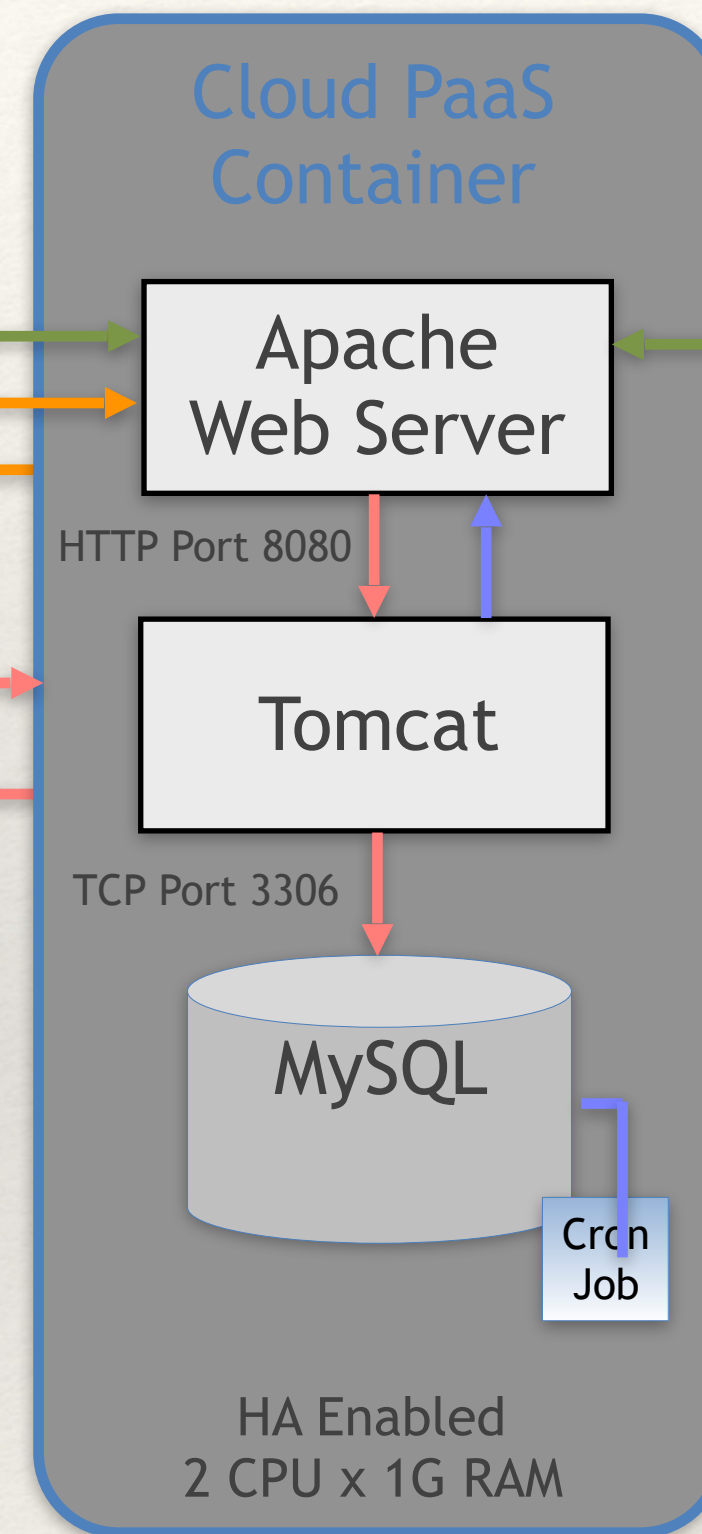 Cloud PaaS
Container
Apache
Web Server
HTTP Port 8080
Tomcat
TCP Port 3306
MySQL
Cron
Job
HA Enabled
2 CPU x 1G RAM